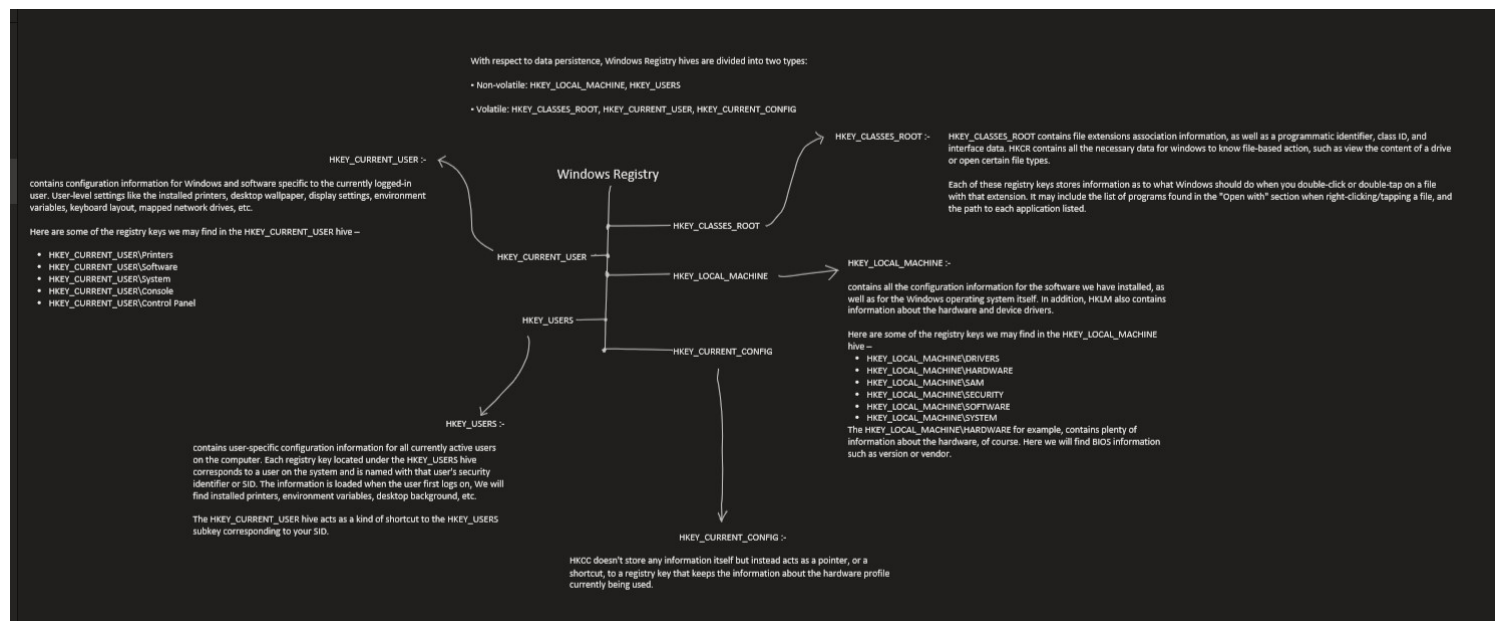 With respect to data persistence, Windows Registry hives are divided into two types:
• Non-volatile: HKEY_LOCAL_MACHINE, HKEY_USERS
• Volatile: HKEY_CLASSES_ROOT, HKEY_CURRENT_USER, HKEY_CURRENT_CONFIG
HKEY_CURRENT_USER :-
contains configuration information for Windows and software specific to the currently logged-in
user. User-level settings like the installed printers, desktop wallpaper, display settings, environment
variables, keyboard layout, mapped network drives, etc.
Here are some of the registry keys we may find in the HKEY_CURRENT_USER hive –
• HKEY_CURRENT_USER\Printers
• HKEY_CURRENT_USER\Software
• HKEY_CURRENT_USER\System
• HKEY_CURRENT_USER\Console
• HKEY_CURRENT_USER\Control Panel
Windows Registry
HKEY_CLASSES_ROOT
HKEY_CURRENT_USER
HKEY_LOCAL_MACHINE
HKEY_USERS
HKEY_CURRENT_CONFIG
HKEY_CLASSES_ROOT :-
HKEY_CLASSES_ROOT contains file extensions association information, as well as a programmatic identifier, class ID, and
interface data. HKCR contains all the necessary data for windows to know file-based action, such as view the content of a drive
or open certain file types.
Each of these registry keys stores information as to what Windows should do when you double-click or double-tap on a file
with that extension. It may include the list of programs found in the "Open with" section when right-clicking/tapping a file, and
the path to each application listed.
HKEY_LOCAL_MACHINE :-
contains all the configuration information for the software we have installed, as
well as for the Windows operating system itself. In addition, HKLM also contains
information about the hardware and device drivers.
Here are some of the registry keys we may find in the HKEY_LOCAL_MACHINE
hive –
• HKEY_LOCAL_MACHINE\DRIVERS
• HKEY_LOCAL_MACHINE\HARDWARE
• HKEY_LOCAL_MACHINE\SAM
• HKEY_LOCAL_MACHINE\SECURITY
• HKEY_LOCAL_MACHINE\SOFTWARE
• HKEY_LOCAL_MACHINE\SYSTEM
The HKEY_LOCAL_MACHINE\HARDWARE for example, contains plenty of
information about the hardware, of course. Here we will find BIOS information
such as version or vendor.
HKEY_USERS :-
contains user-specific configuration information for all currently active users
on the computer. Each registry key located under the HKEY_USERS hive
corresponds to a user on the system and is named with that user's security
identifier or SID. The information is loaded when the user first logs on, We will
find installed printers, environment variables, desktop background, etc.
The HKEY_CURRENT_USER hive acts as a kind of shortcut to the HKEY_USERS
subkey corresponding to your SID.
HKEY_CURRENT_CONFIG :-
HKCC doesn't store any information itself but instead acts as a pointer, or a
shortcut, to a registry key that keeps the information about the hardware profile
currently being used.